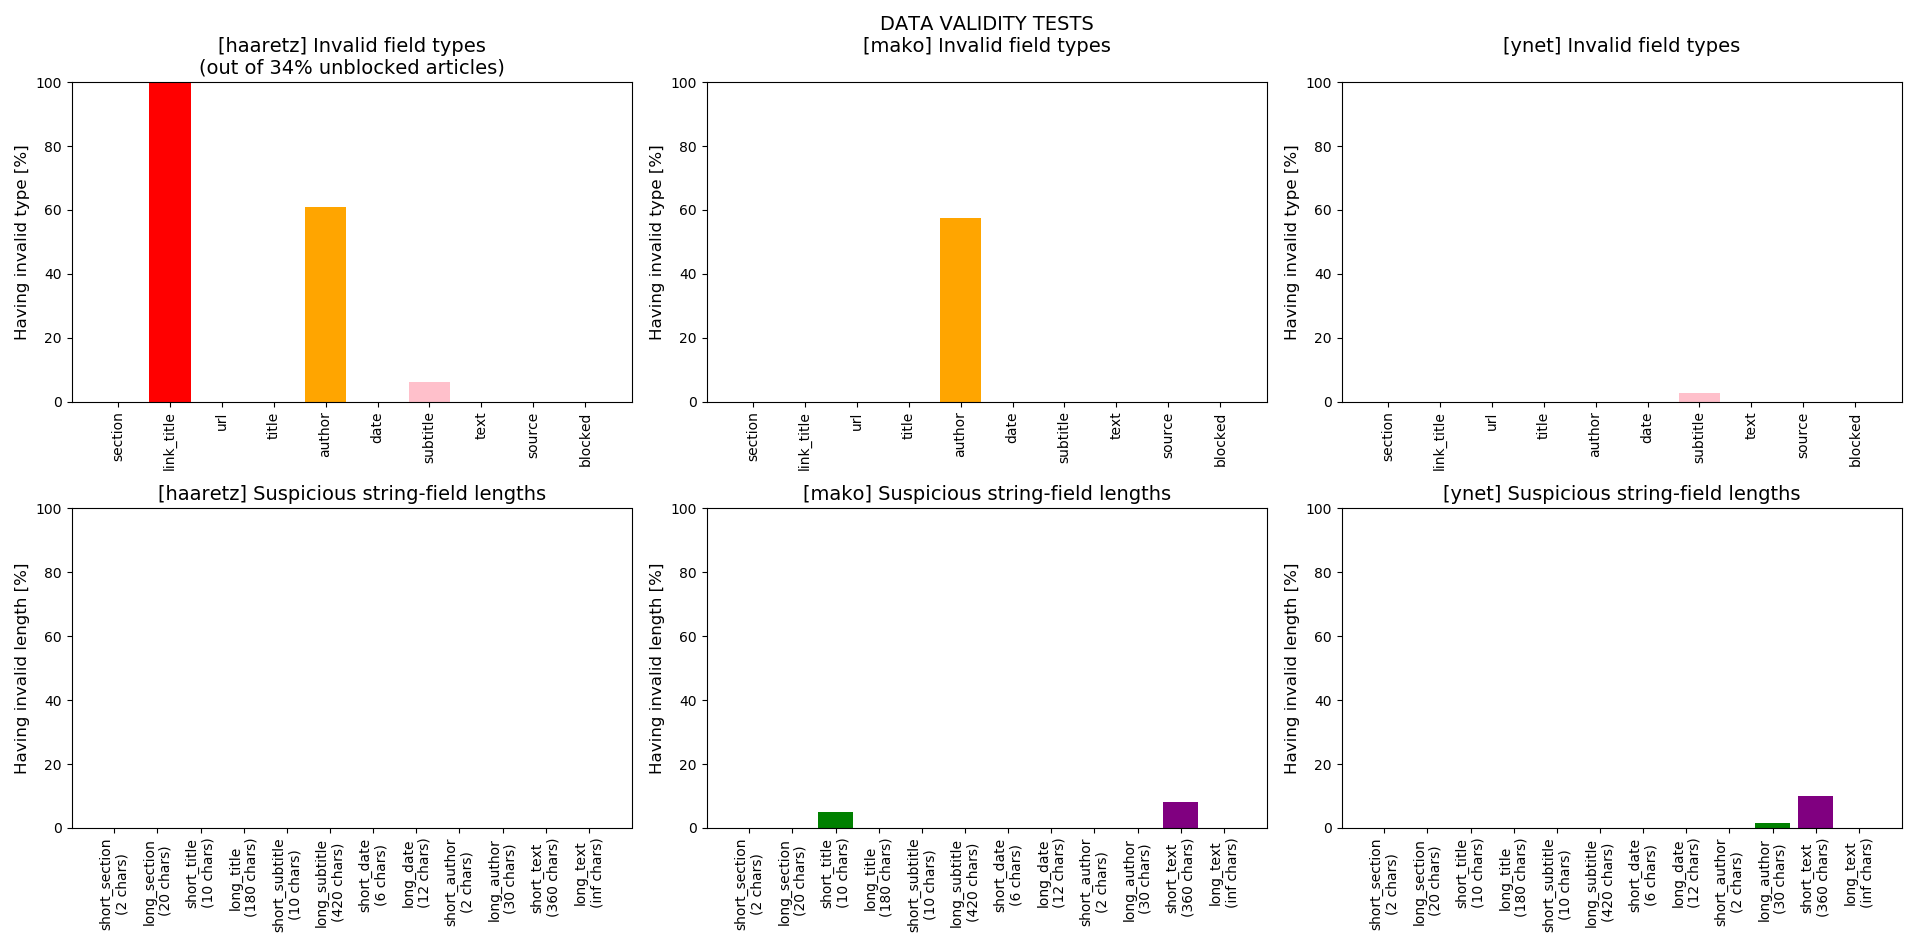 DATA VALIDITY TESTS
[haaretz] Invalid field types
(out of 34% unblocked articles)
Having invalid type [%]
100
80
60
40
20
0
section
link_title
url
title
author
date
subtitle
text
source
blocked
[mako] Invalid field types
Having invalid type [%]
100
80
60
40
20
0
section
link_title
url
title
author
date
subtitle
text
source
blocked
[ynet] Invalid field types
Having invalid type [%]
100
80
60
40
20
0
section
link_title
url
title
author
date
subtitle
text
source
blocked
[haaretz] Suspicious string-field lengths
Having invalid length [%]
100
80
60
40
20
0
short_section
(2 chars)
long_section
(20 chars)
short_title
(10 chars)
long_title
(180 chars)
short_subtitle
(10 chars)
long_subtitle
(420 chars)
short_date
(6 chars)
long_date
(12 chars)
short_author
(2 chars)
long_author
(30 chars)
short_text
(360 chars)
long_text
(inf chars)
[mako] Suspicious string-field lengths
Having invalid length [%]
100
80
60
40
20
0
short_section
(2 chars)
long_section
(20 chars)
short_title
(10 chars)
long_title
(180 chars)
short_subtitle
(10 chars)
long_subtitle
(420 chars)
short_date
(6 chars)
long_date
(12 chars)
short_author
(2 chars)
long_author
(30 chars)
short_text
(360 chars)
long_text
(inf chars)
[ynet] Suspicious string-field lengths
Having invalid length [%]
100
80
60
40
20
0
short_section
(2 chars)
long_section
(20 chars)
short_title
(10 chars)
long_title
(180 chars)
short_subtitle
(10 chars)
long_subtitle
(420 chars)
short_date
(6 chars)
long_date
(12 chars)
short_author
(2 chars)
long_author
(30 chars)
short_text
(360 chars)
long_text
(inf chars)